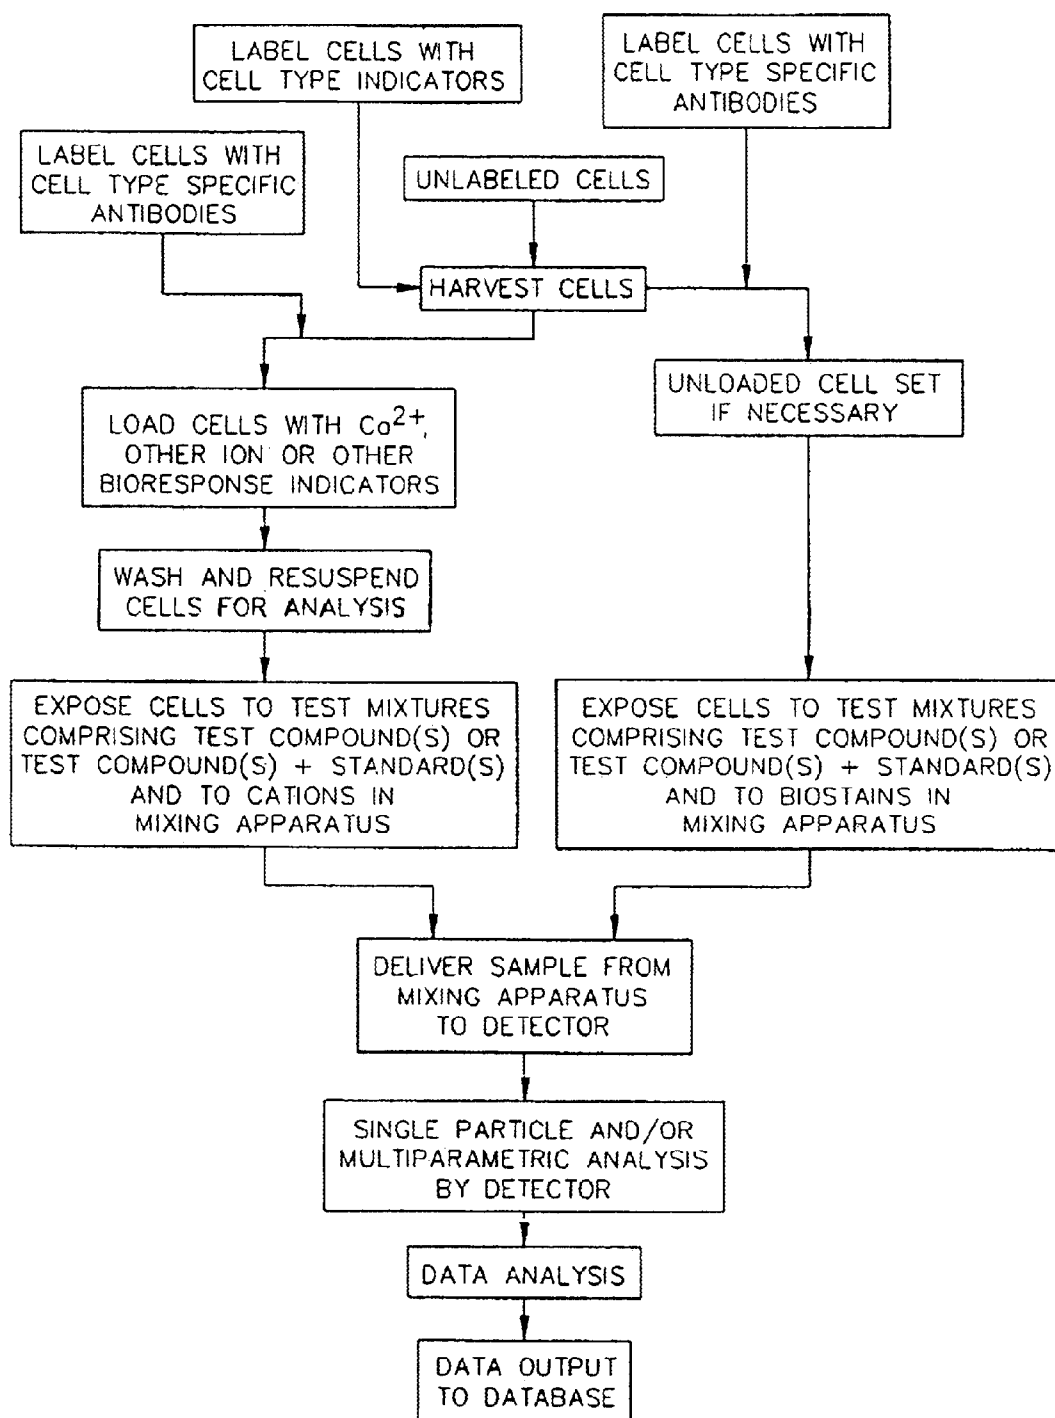 LABEL CELLS WITH
CELL TYPE INDICATORS
LABEL CELLS WITH
CELL TYPE SPECIFIC
ANTIBODIES
LABEL CELLS WITH
CELL TYPE SPECIFIC
ANTIBODIES
UNLABELED CELLS
HARVEST CELLS
LOAD CELLS WITH Ca2+,
OTHER ION OR OTHER
BIORESPONSE INDICATORS
UNLOADED CELL SET
IF NECESSARY
WASH AND RESUSPEND
CELLS FOR ANALYSIS
EXPOSE CELLS TO TEST MIXTURES
COMPRISING TEST COMPOUND(S) OR
TEST COMPOUND(S) + STANDARD(S)
AND TO CATIONS IN
MIXING APPARATUS
EXPOSE CELLS TO TEST MIXTURES
COMPRISING TEST COMPOUND(S) OR
TEST COMPOUND(S) + STANDARD(S)
AND TO BIOSTAINS IN
MIXING APPARATUS
DELIVER SAMPLE FROM
MIXING APPARATUS
TO DETECTOR
SINGLE PARTICLE AND/OR
MULTIPARAMETRIC ANALYSIS
BY DETECTOR
DATA ANALYSIS
DATA OUTPUT
TO DATABASE